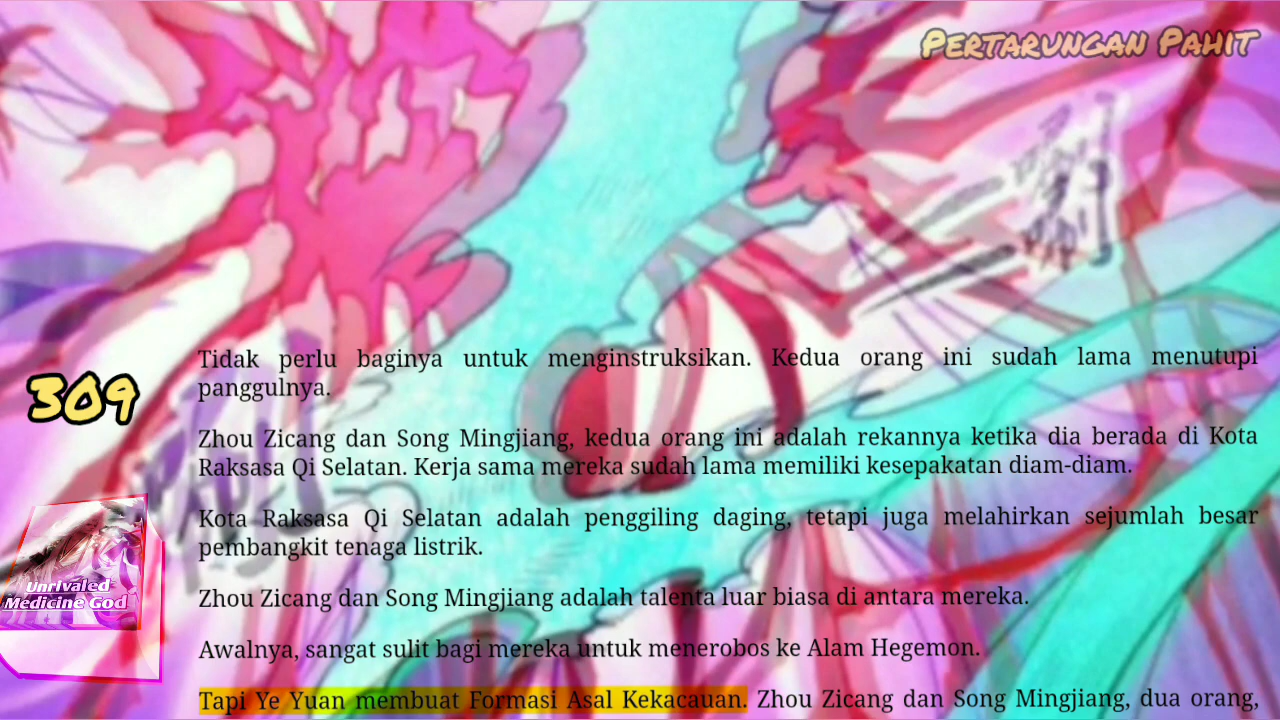 Pertarungan Pahit
Tidak perlu baginya untuk menginstruksikan. Kedua orang ini sudah lama menutupi
panggulnya.
309
Zhou Zicang dan Song Mingjiang, kedua orang ini adalah rekannya ketika dia berada di Kota
Raksasa Qi Selatan. Kerja sama mereka sudah lama memiliki kesepakatan diam-diam.
Kota Raksasa Qi Selatan adalah penggiling daging, tetapi juga melahirkan sejumlah besar
pembangkit tenaga listrik.
Unrivaled
Medicine God
Zhou Zicang dan Song Mingjiang adalah talenta luar biasa di antara mereka.
Awalnya, sangat sulit bagi mereka untuk menerobos ke Alam Hegemon.
Tapi Ye Yuan membuat Formasi Asal Kekacauan. Zhou Zicang dan Song Mingjiang, dua orang,